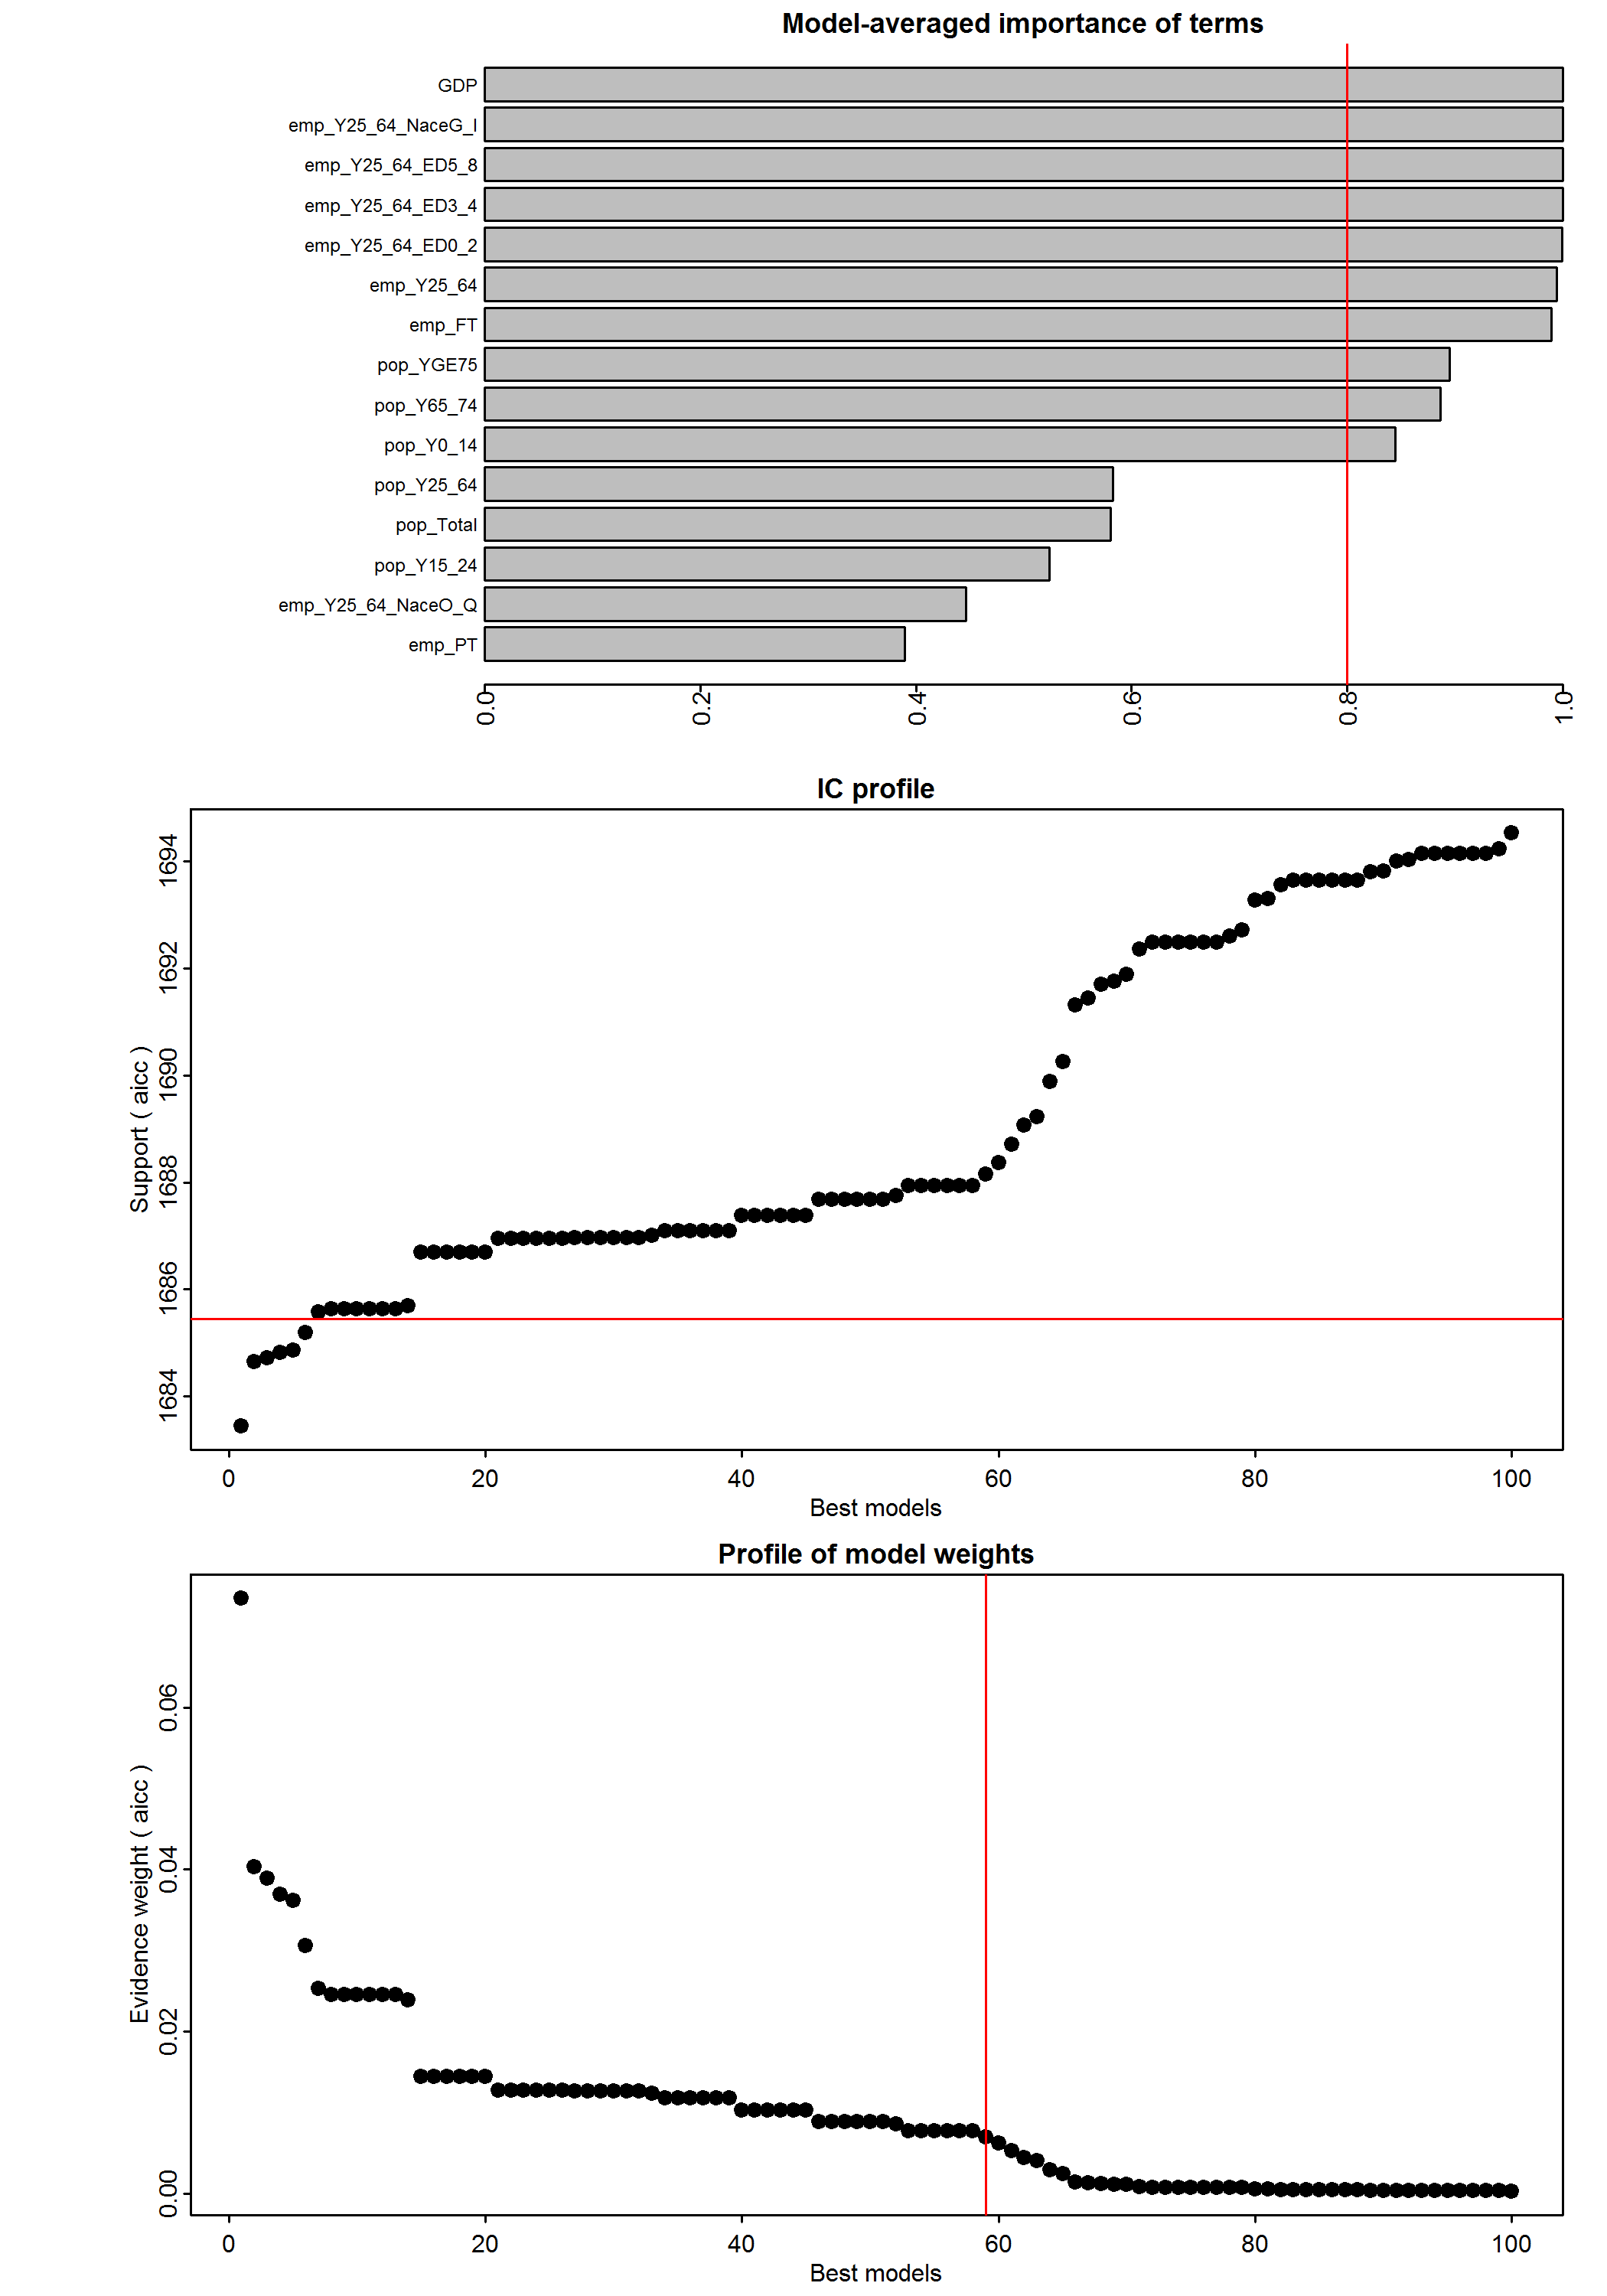 Model-averaged importance of terms
GDP
emp_Y25_64_NaceG_I
emp_Y25_64_ED5_8
emp_Y25_64_ED3_4
emp_Y25_64_ED0_2
emp_Y25_64
emp_FT
pop_YGE75
pop_Y65_74
pop_Y0_14
pop_Y25_64
pop_Total
pop_Y15_24
emp_Y25_64_NaceO_Q
emp_PT
0.0 0.2 0.4 0.6 0.8 1.0
IC profile
Support ( aicc )
1694
1692
1690
1688
1686
1684
0 20 40 60 80 100
Best models
Profile of model weights
Evidence weight ( aicc )
0.06
0.04
0.02
0.00
0 20 40 60 80 100
Best models